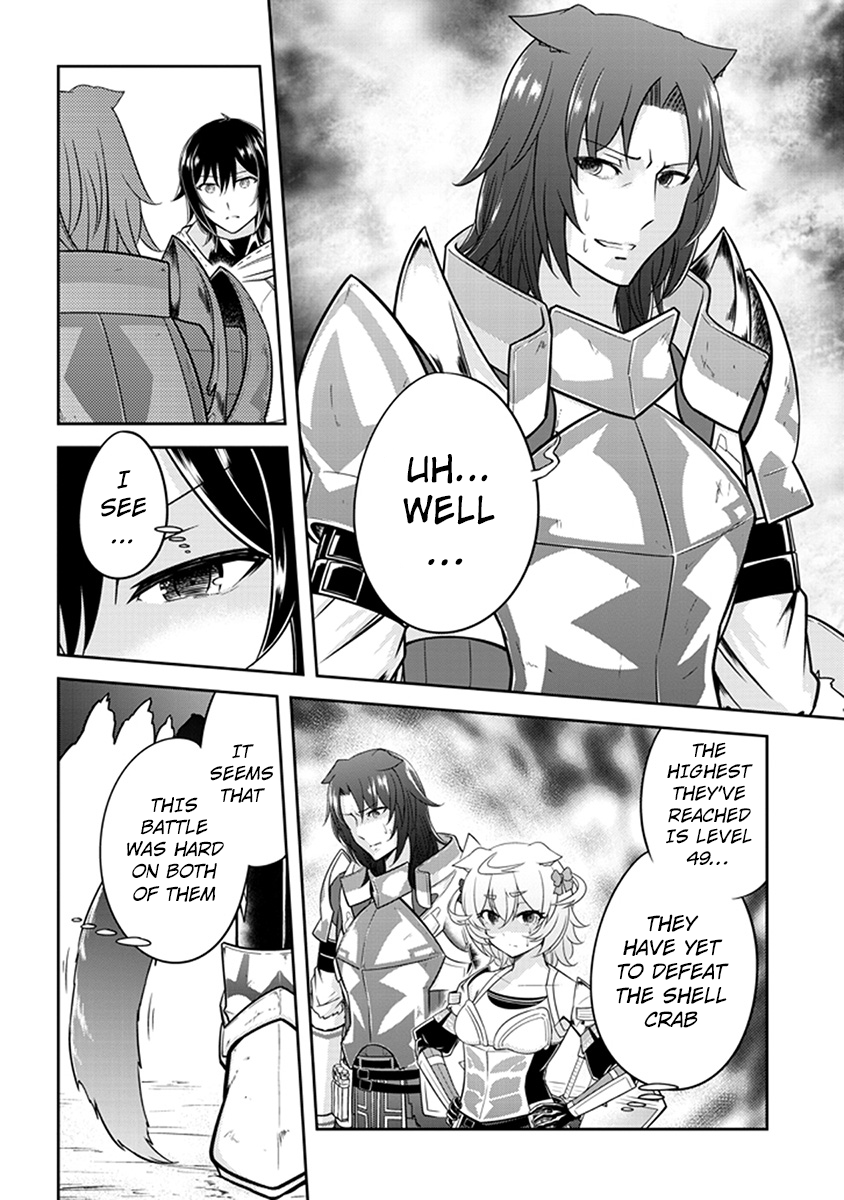 UH...
WELL
...
I
SEE
...
THE
HIGHEST
THEY'VE
REACHED
IS LEVEL
49...
THEY
HAVE YET
TO DEFEAT
THE SHELL
CRAB
IT
SEEMS
THAT
THIS
BATTLE
WAS HARD
ON BOTH
OF THEM